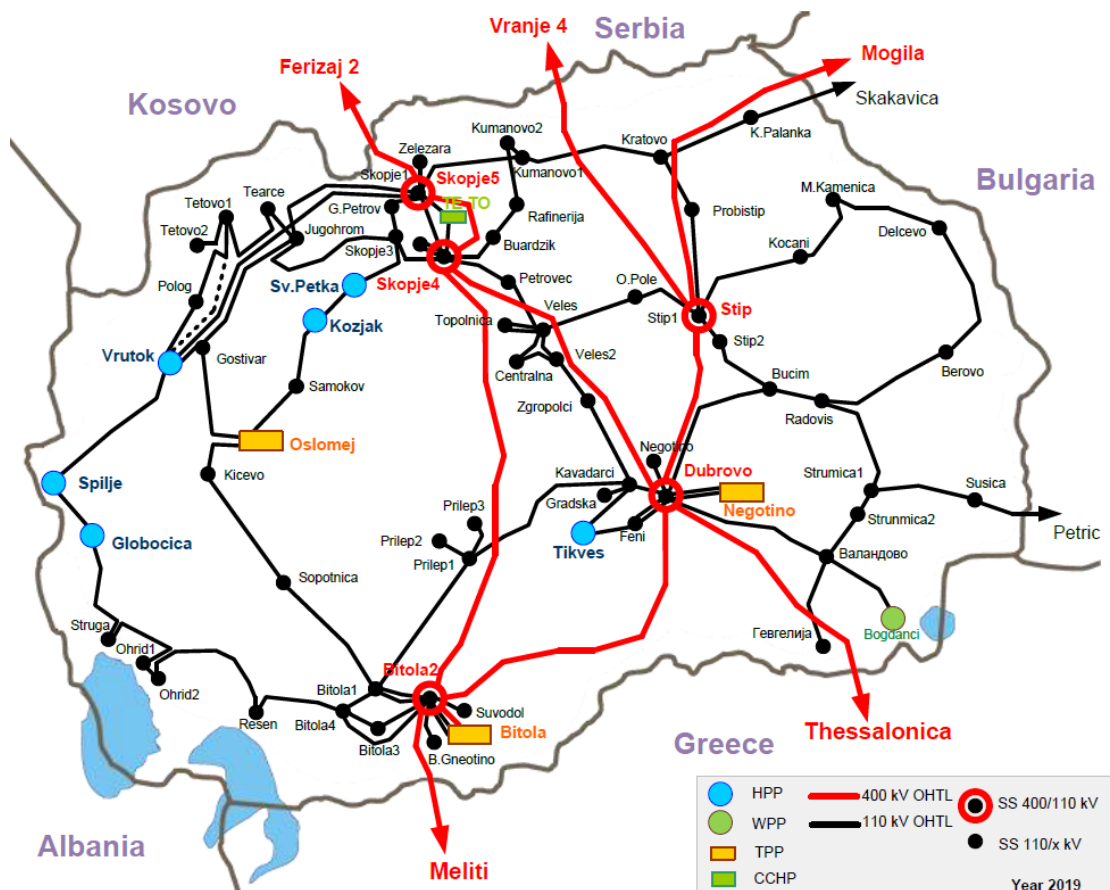 Vranje 4
Serbia
Mogila
Ferizaj 2
Kosovo
Skakavica
Kumanovo2
Kratovo
K.Palanka
Zelezara
Skopje1
Kumanovo1
Skopje5
Bulgaria
Tearce
TE-TO
M.Kamenica
Tetovo1
G.Petrov
Rafinerija
Probistip
Tetovo2
Jugohrom
Delcevo
Skopje3
Buardzik
Kocani
Skopje4
Petrovec
O.Pole
Polog
Sv.Petka
Veles
Stip
Topolnica
Stip1
Kozjak
Vrutok
Stip2
Gostivar
Veles2
Centralna
Berovo
Bucim
Samokov
Zgropolci
Radovis
Oslomej
Negotino
Dubrovo
Kicevo
Kavadarci
Strumica1
Spilje
Gradska
Susica
Prilep3
Negotino
Strunmica2
Globocica
Prilep2
Tikves
Feni
Petric
Prilep1
Валандово
Sopotnica
Struga
Гевгелија
Bogdanci
Ohrid1
Bitola2
Ohrid2
Bitola1
Suvodol
Resen
Bitola4
Thessalonica
Bitola
Bitola3
B.Gneotino
Greece
HPP
400 kV OHTL
SS 400/110 kV
WPP
110 kV OHTL
SS 110/x kV
Albania
TPP
Meliti
CCHP
Year 2019